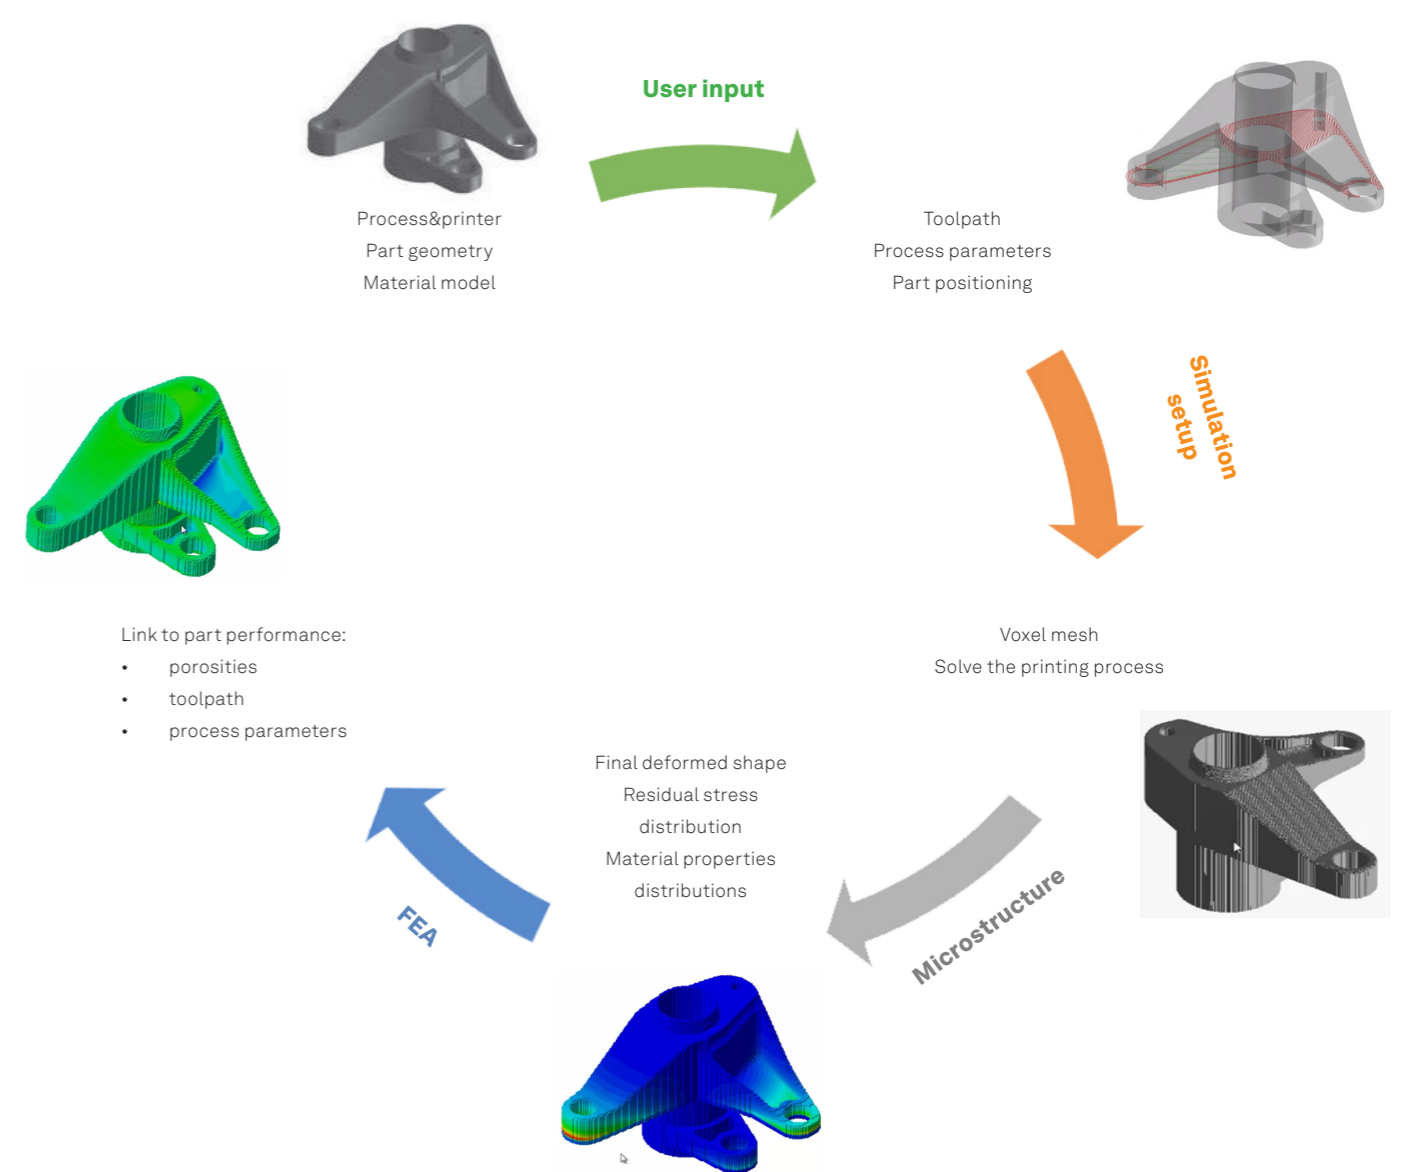 User input
Process&printer
Part geometry
Material model
Toolpath
Process parameters
Part positioning
Simulation
setup
Voxel mesh
Solve the printing process
Microstructure
Final deformed shape
Residual stress
distribution
Material properties
distributions
FEA
Link to part performance:
• porosities
• toolpath
• process parameters